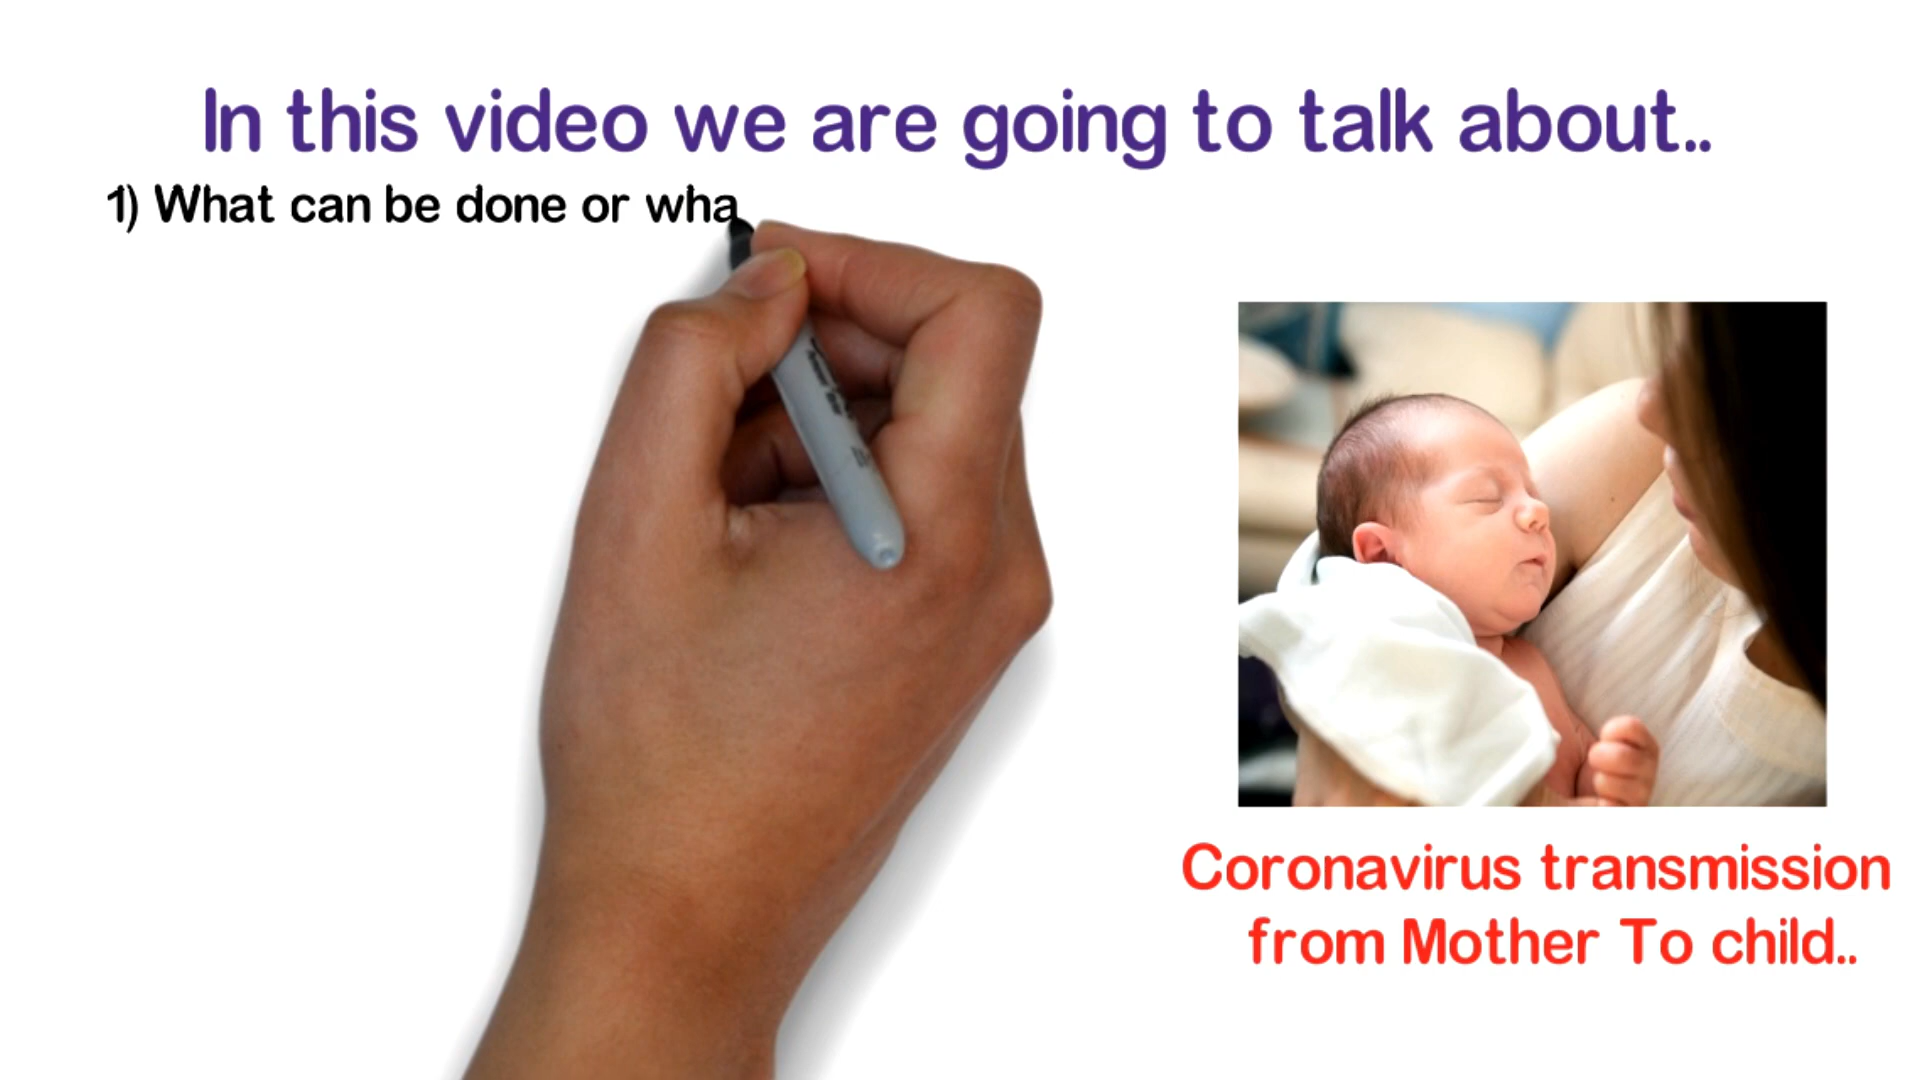 In this video we are going to talk about..
1) What can be done or wha
Coronavirus transmission
from Mother To child..